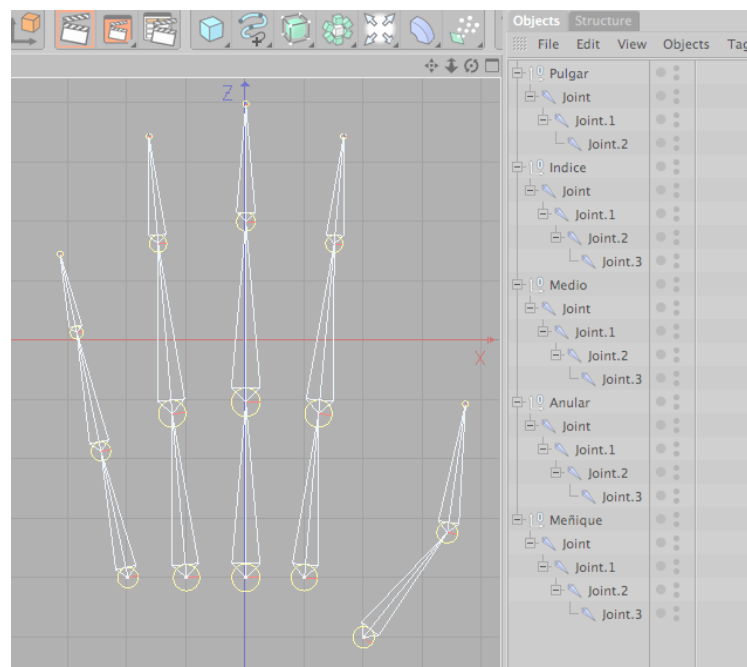 Objects Structure
File Edit View Objects Tag
Z
X
Pulgar
Joint
Joint.1
Joint.2
Indice
Joint
Joint.1
Joint.2
Joint.3
Medio
Joint
Joint.1
Joint.2
Joint.3
Anular
Joint
Joint.1
Joint.2
Joint.3
Meñique
Joint
Joint.1
Joint.2
Joint.3